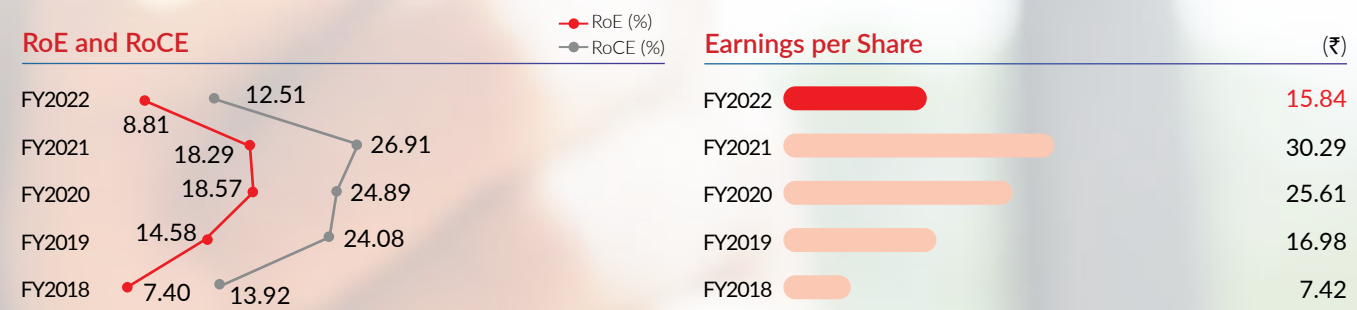 RoE and RoCE
RoE (%)
RoCE (%)
FY2022 8.81 12.51
FY2021 18.29 26.91
FY2020 18.57 24.89
FY2019 14.58 24.08
FY2018 7.40 13.92
Earnings per Share (₹)
FY2022 15.84
FY2021 30.29
FY2020 25.61
FY2019 16.98
FY2018 7.42